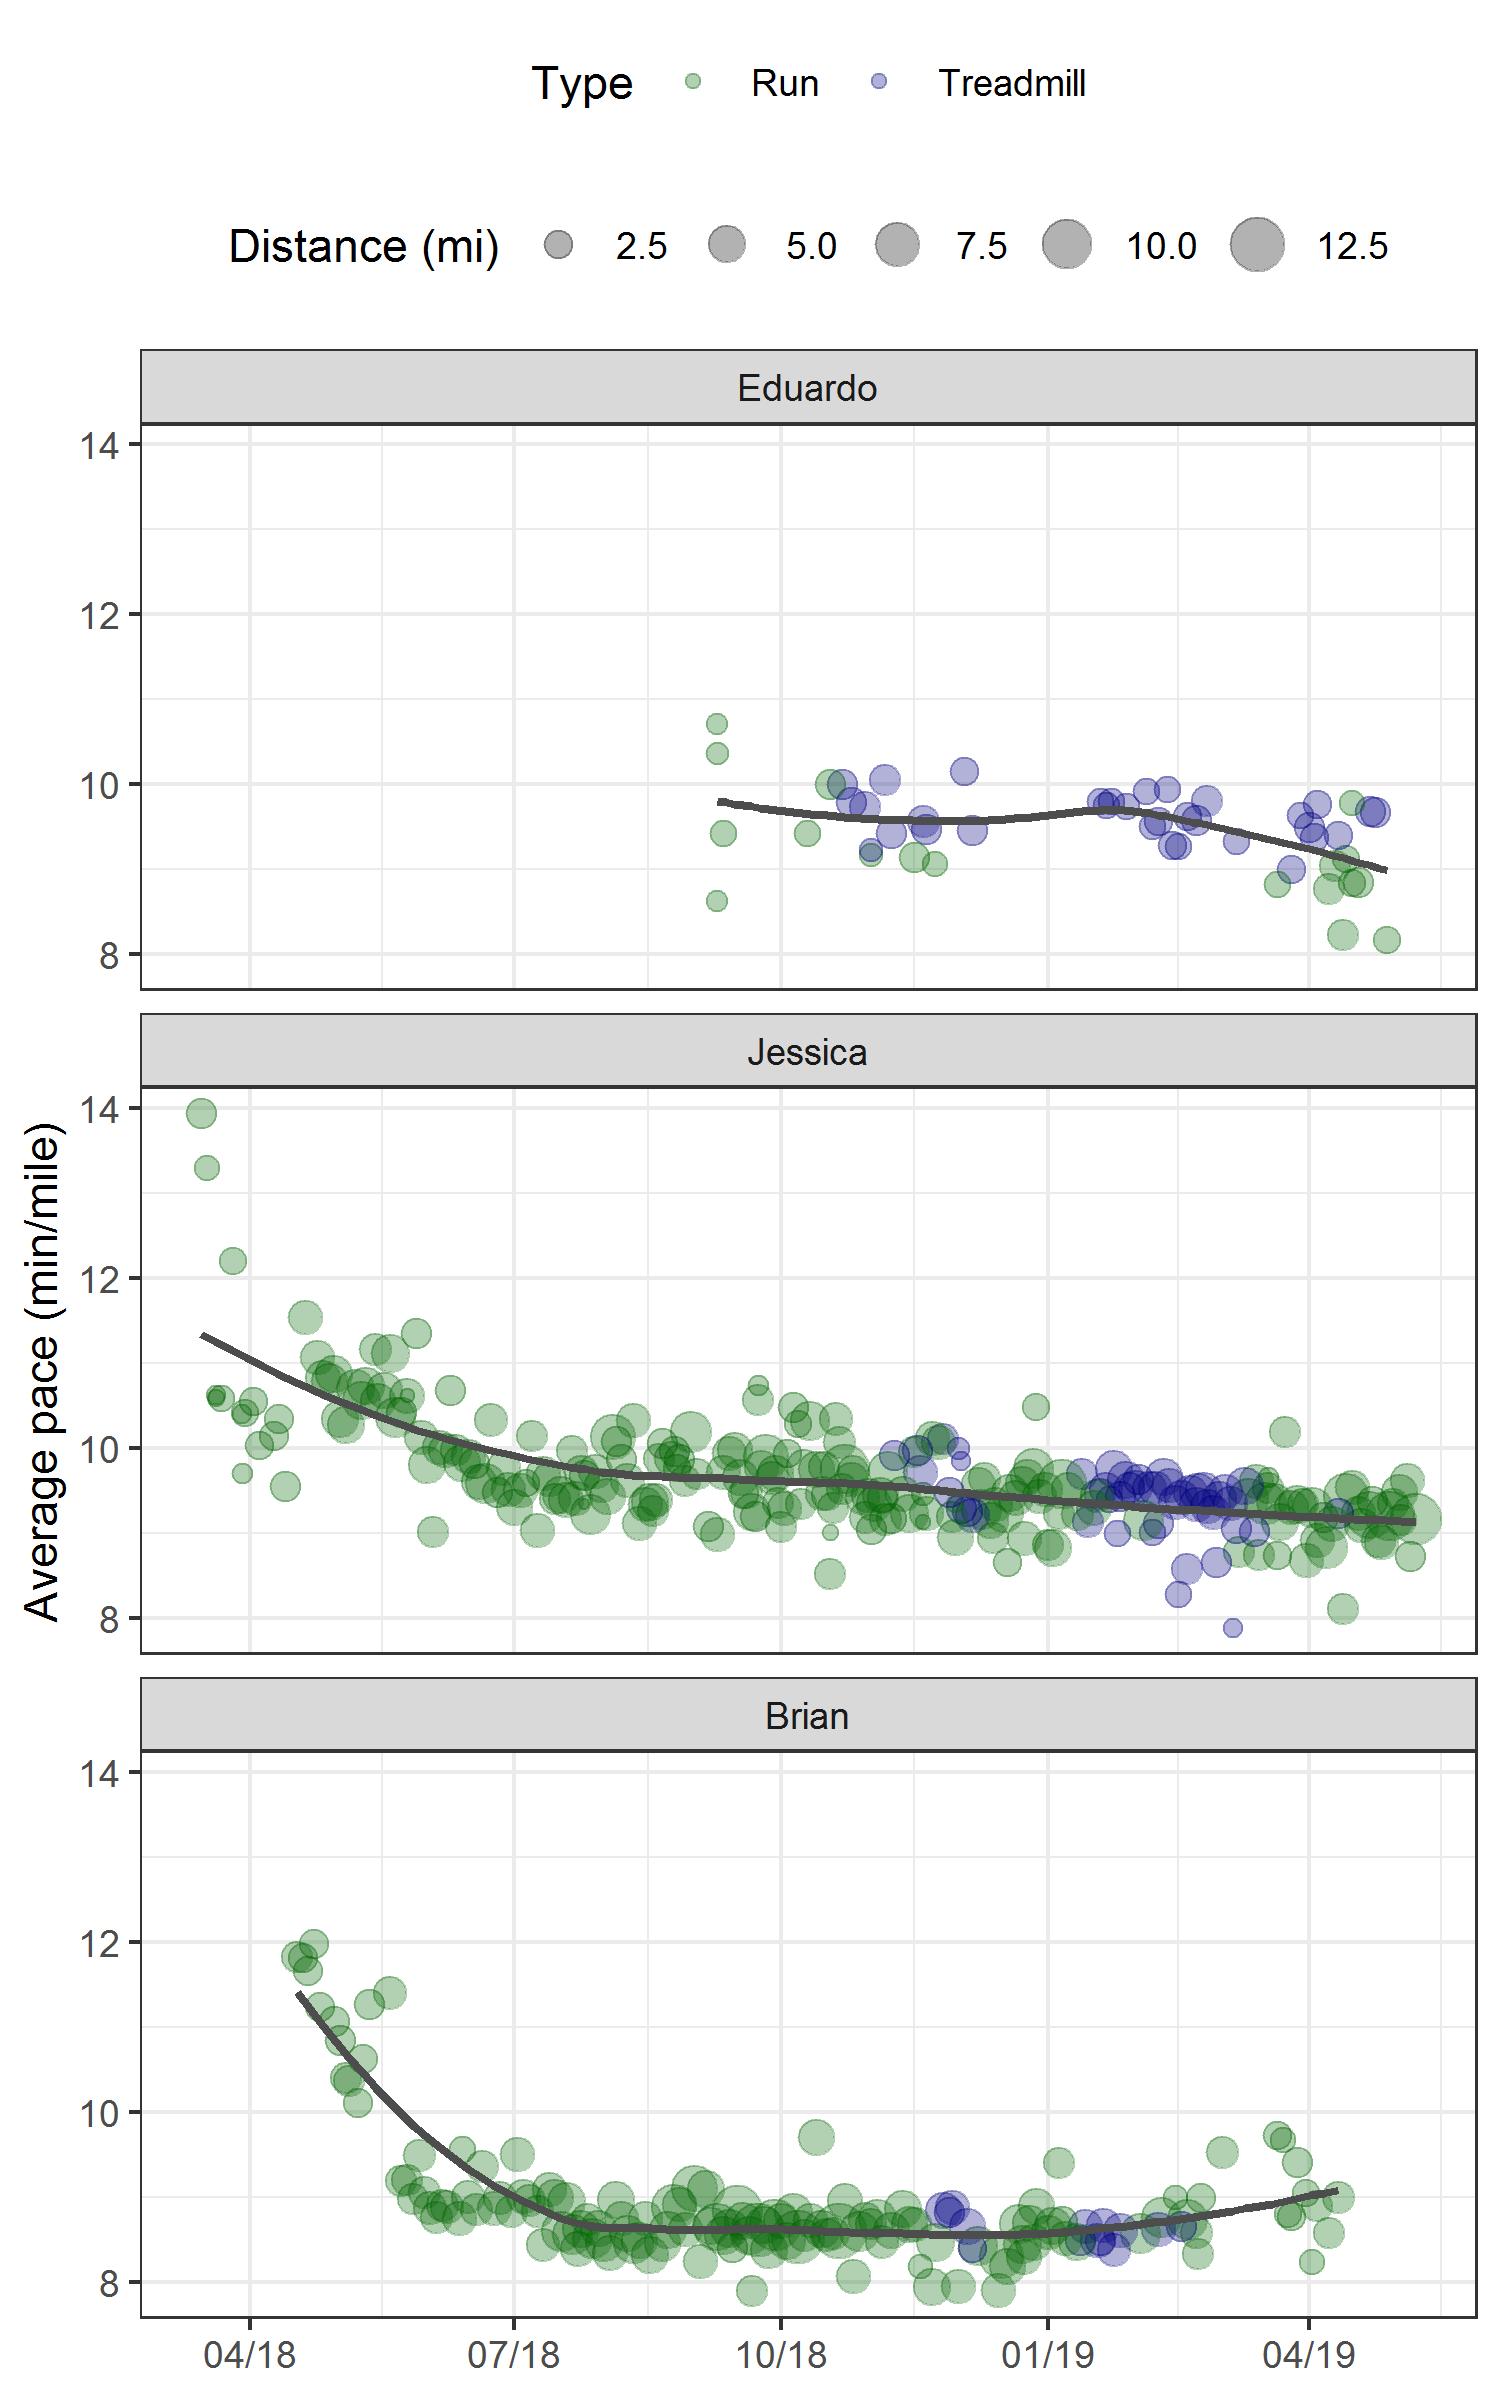 Type Run Treadmill
Distance (mi) 2.5 5.0 7.5 10.0 12.5
Eduardo
14
12
10
8
Jessica
14
12
10
8
Average pace (min/mile)
Brian
14
12
10
8
04/18 07/18 10/18 01/19 04/19